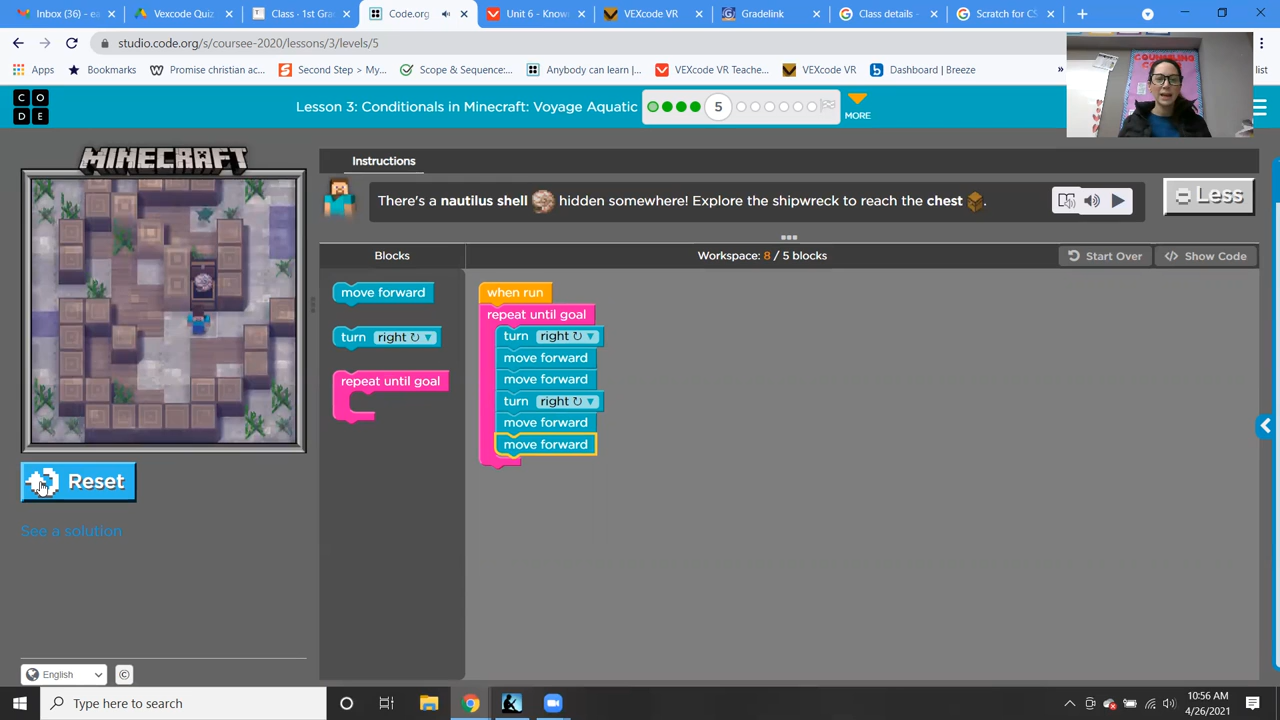 Inbox (36) - e
Vexcode Quiz
Class - 1st Gran
Code.org
Unit 6 -Knowi
VEXcode VR
Gradelink
Class details -
Scratch for CS
studio.code.org/s/coursee-2020/lessons/3/levels/5
Apps
Bookmarks
Promise christian ac...
Second Step > My...
Scope & Sequence:...
Anybody can learn |...
VEXcode VR Teache...
VEXcode VR
Dashboard | Breeze
»
list
C O
D E
Lesson 3: Conditionals in Minecraft: Voyage Aquatic
5
MORE
COUNSELING
MINECRAFT
Instructions
There's a nautilus shell hidden somewhere! Explore the shipwreck to reach the chest .
Less
Blocks
Workspace: 8 / 5 blocks
Start Over
Show Code
move forward
turn right
repeat until goal
when run
repeat until goal
turn right
move forward
move forward
turn right
move forward
move forward
Reset
See a solution
English
©
Type here to search
10:56 AM
4/26/2021